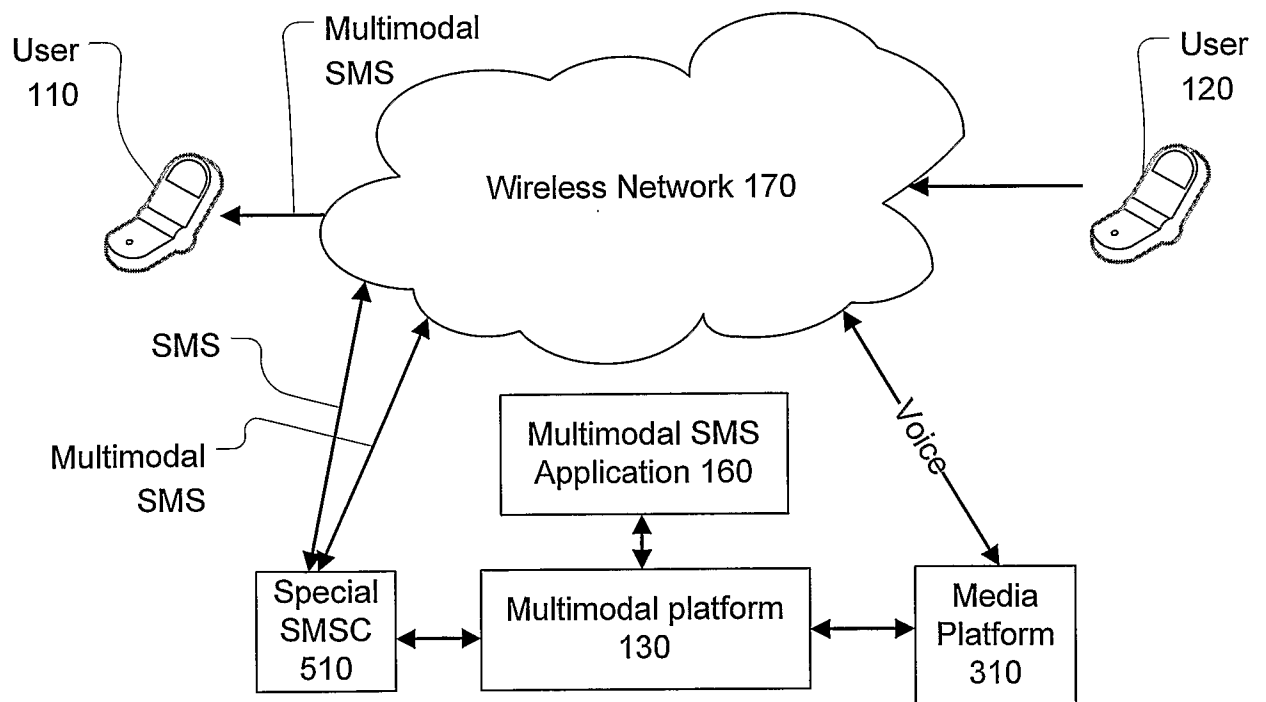 User
110
Multimodal
SMS
User
120
Wireless Network 170
SMS
Multimodal
SMS
Voice
Multimodal SMS
Application 160
Special
SMSC
510
Multimodal platform
130
Media
Platform
310